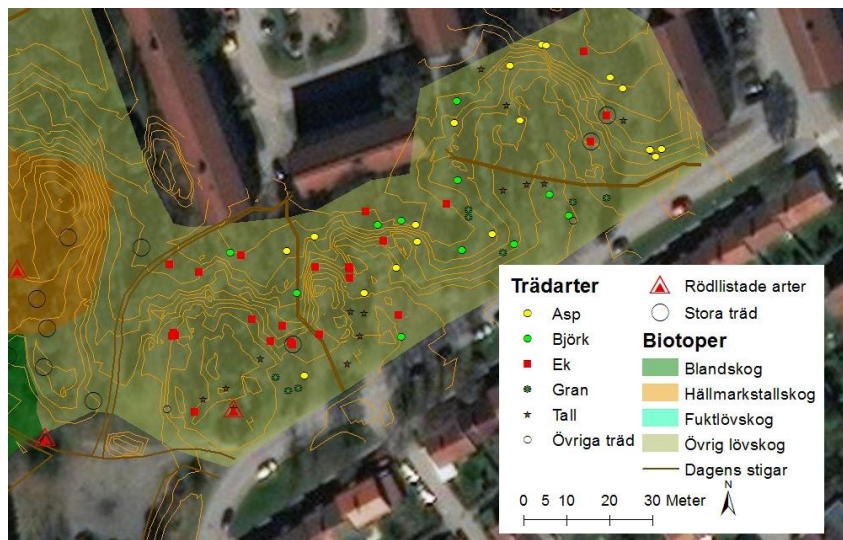 Trädarter
Asp
Björk
Ek
Gran
Tall
Övriga träd
Rödllistade arter
Stora träd
Biotoper
Blandskog
Hällmarkstallskog
Fuktlövskog
Övrig lövskog
Dagens stigar
0 5 10 20 30 Meter
N